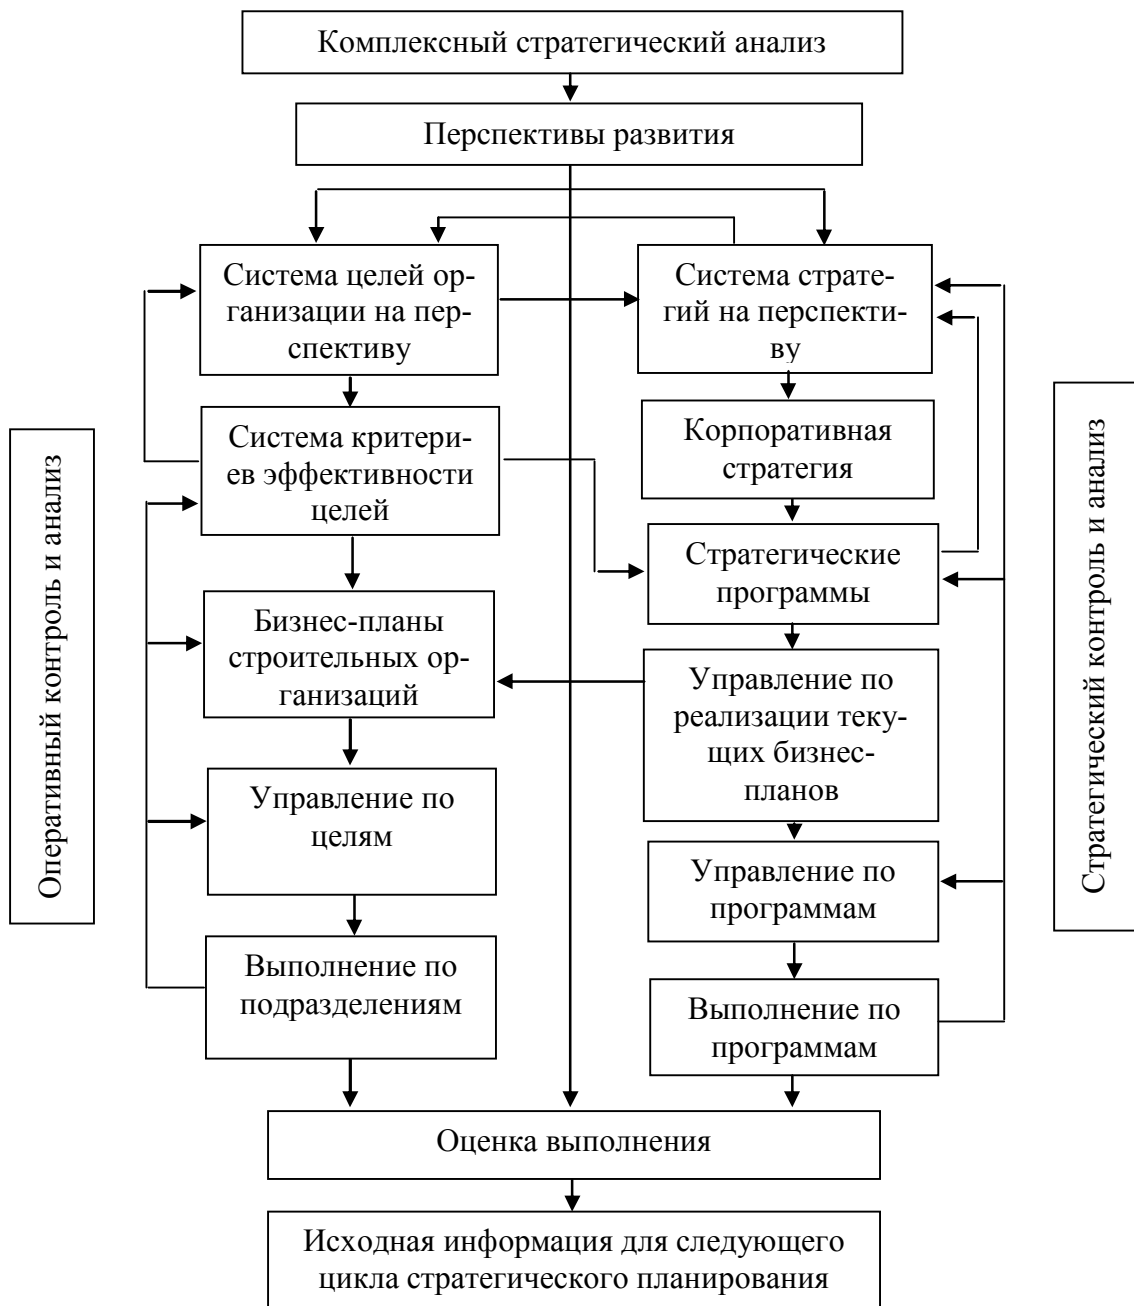 Комплексный стратегический анализ
Перспективы развития
Система целей ор-
ганизации на пер-
спективу
Система страте-
гий на перспекти-
ву
Система критери-
ев эффективности
целей
Корпоративная
стратегия
Стратегические
программы
Бизнес-планы
строительных ор-
ганизаций
Управление по
реализации теку-
щих бизнес-
планов
Управление по
целям
Управление по
программам
Выполнение по
подразделениям
Выполнение по
программам
Оперативный контроль и анализ
Стратегический контроль и анализ
Оценка выполнения
Исходная информация для следующего
цикла стратегического планирования